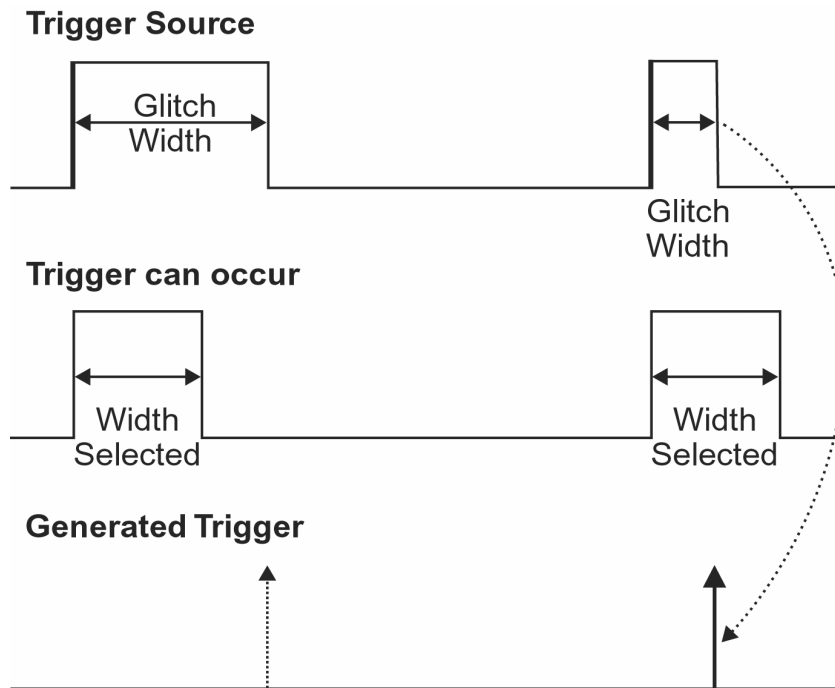 Trigger Source
Glitch
Width
Glitch
Width
Trigger can occur
Width
Selected
Width
Selected
Generated Trigger